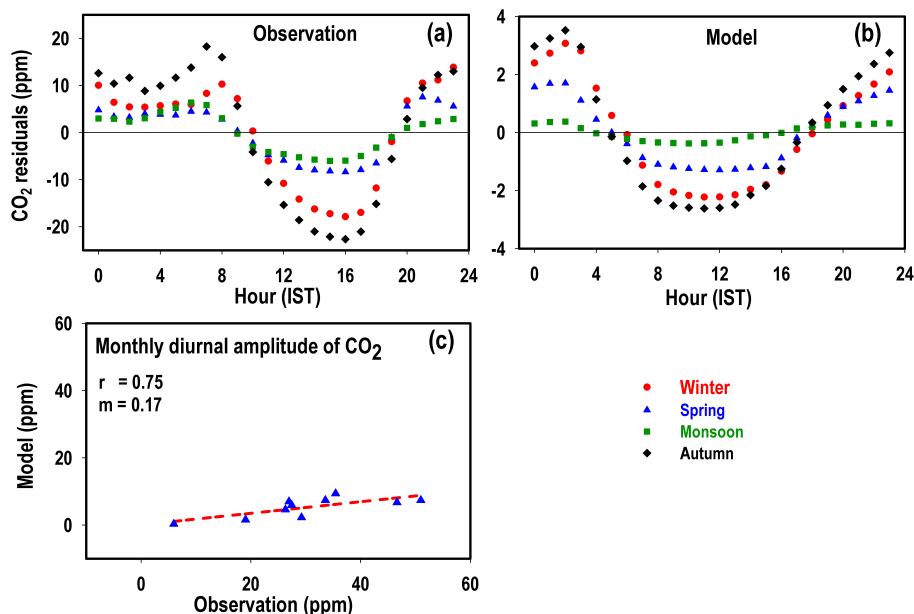 Observation
(a)
CO2 residuals (ppm)
20
10
0
-10
-20
0 4 8 12 16 20 24
Hour (IST)
Model
(b)
4
2
0
-2
-4
0 4 8 12 16 20 24
Hour (IST)
Monthly diurnal amplitude of CO2
(c)
r = 0.75
m = 0.17
Model (ppm)
60
40
20
0
0 20 40 60
Observation (ppm)
Winter
Spring
Monsoon
Autumn